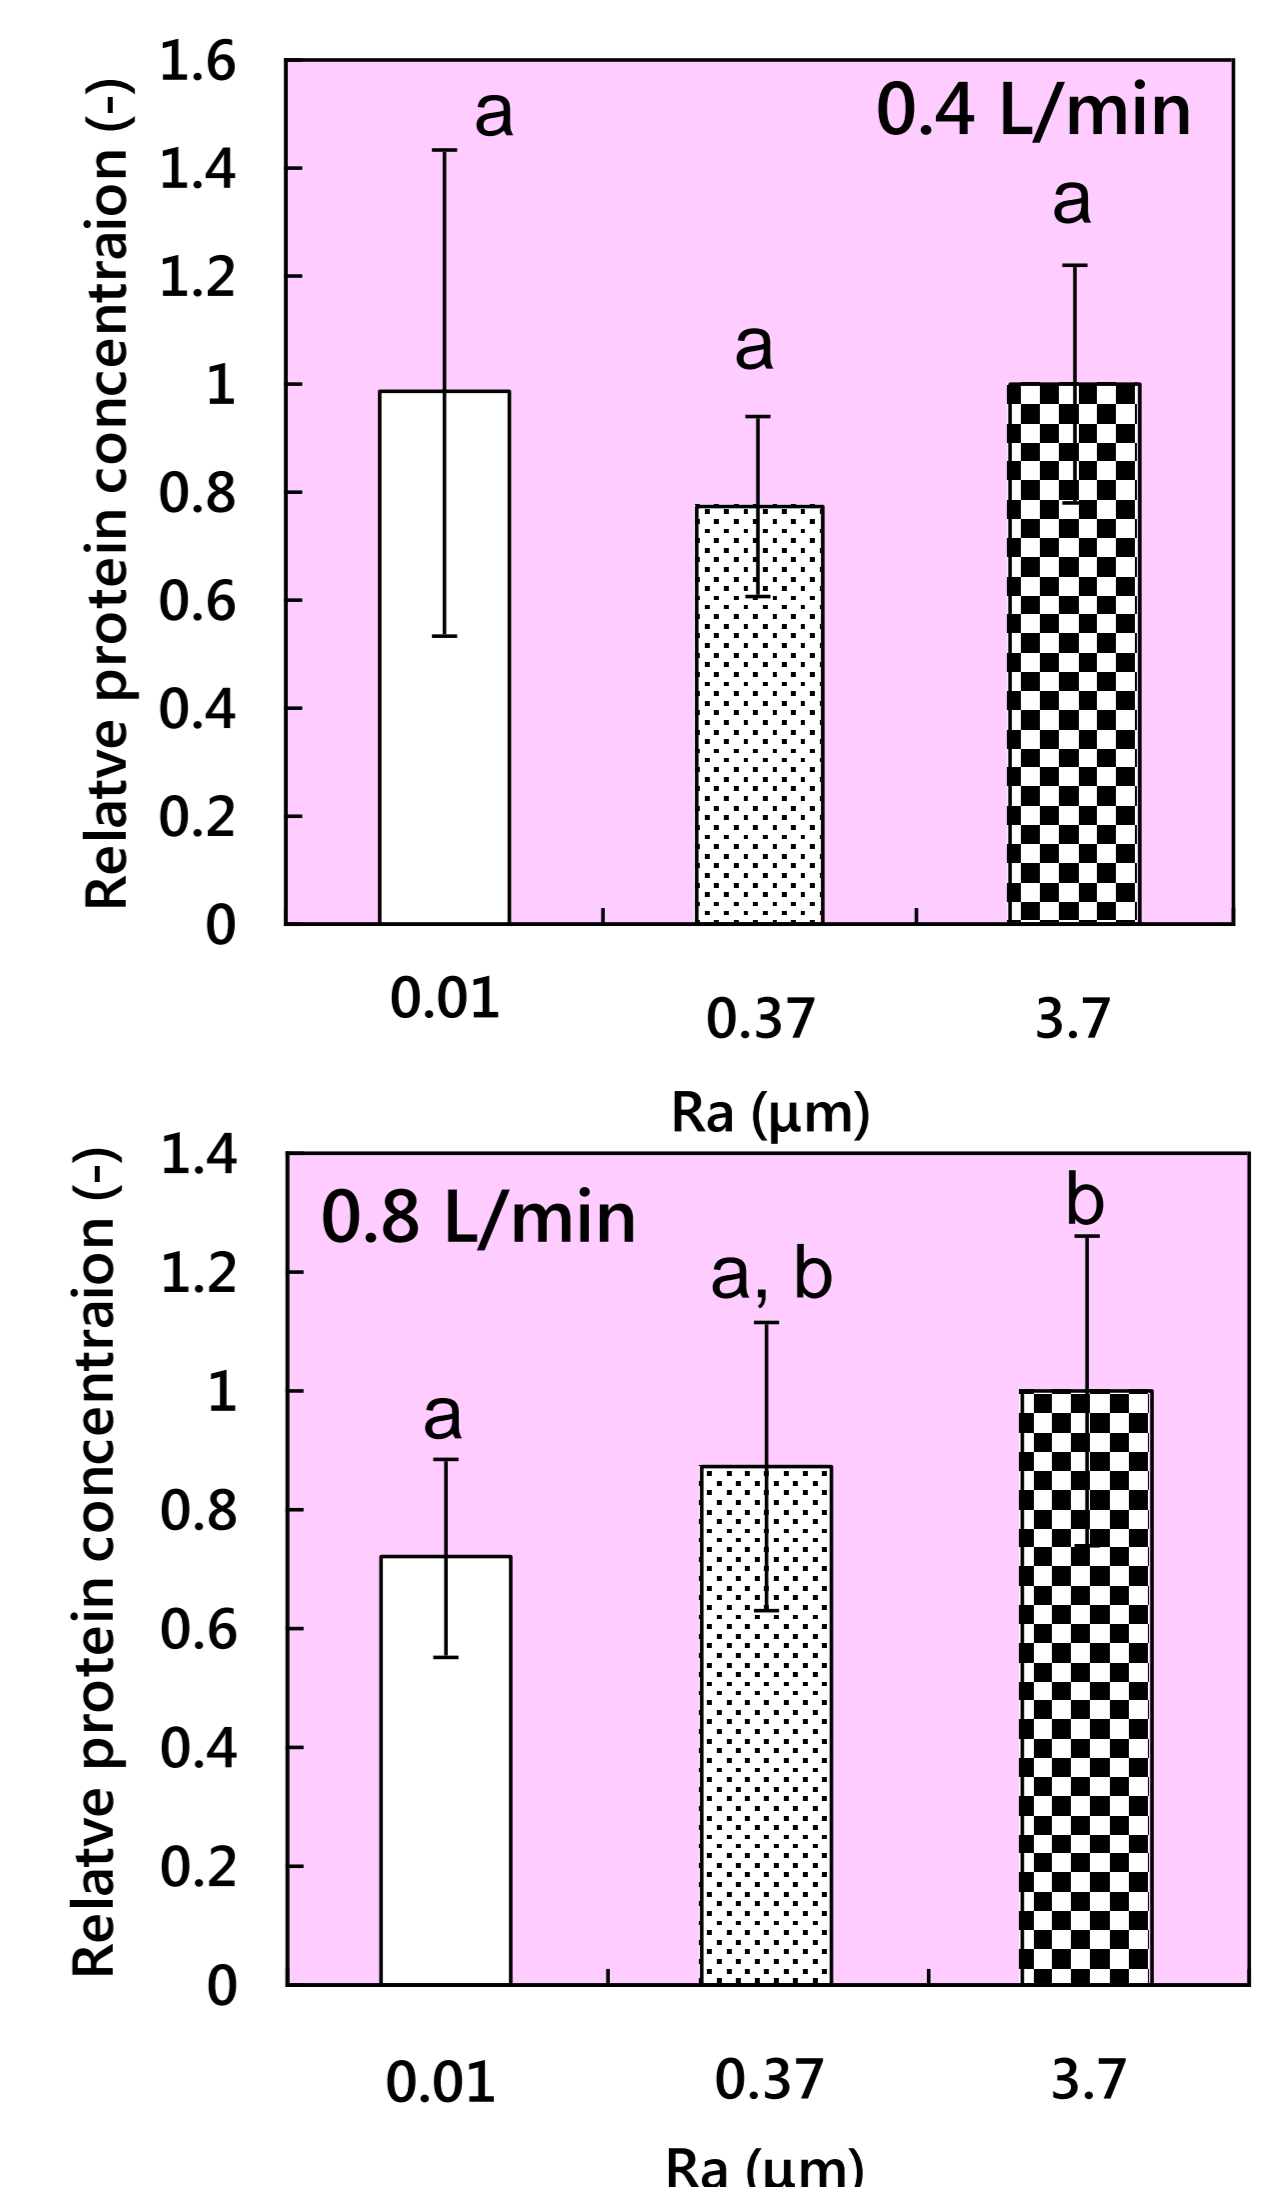 Relatve protein concentraion (-)
1.6
1.4
1.2
1
0.8
0.6
0.4
0.2
0
0.4 L/min
a
a
a
0.01
0.37
3.7
Ra (μm)
Relatve protein concentraion (-)
1.4
1.2
1
0.8
0.6
0.4
0.2
0
0.8 L/min
a
a, b
b
0.01
0.37
3.7
Ra (μm)